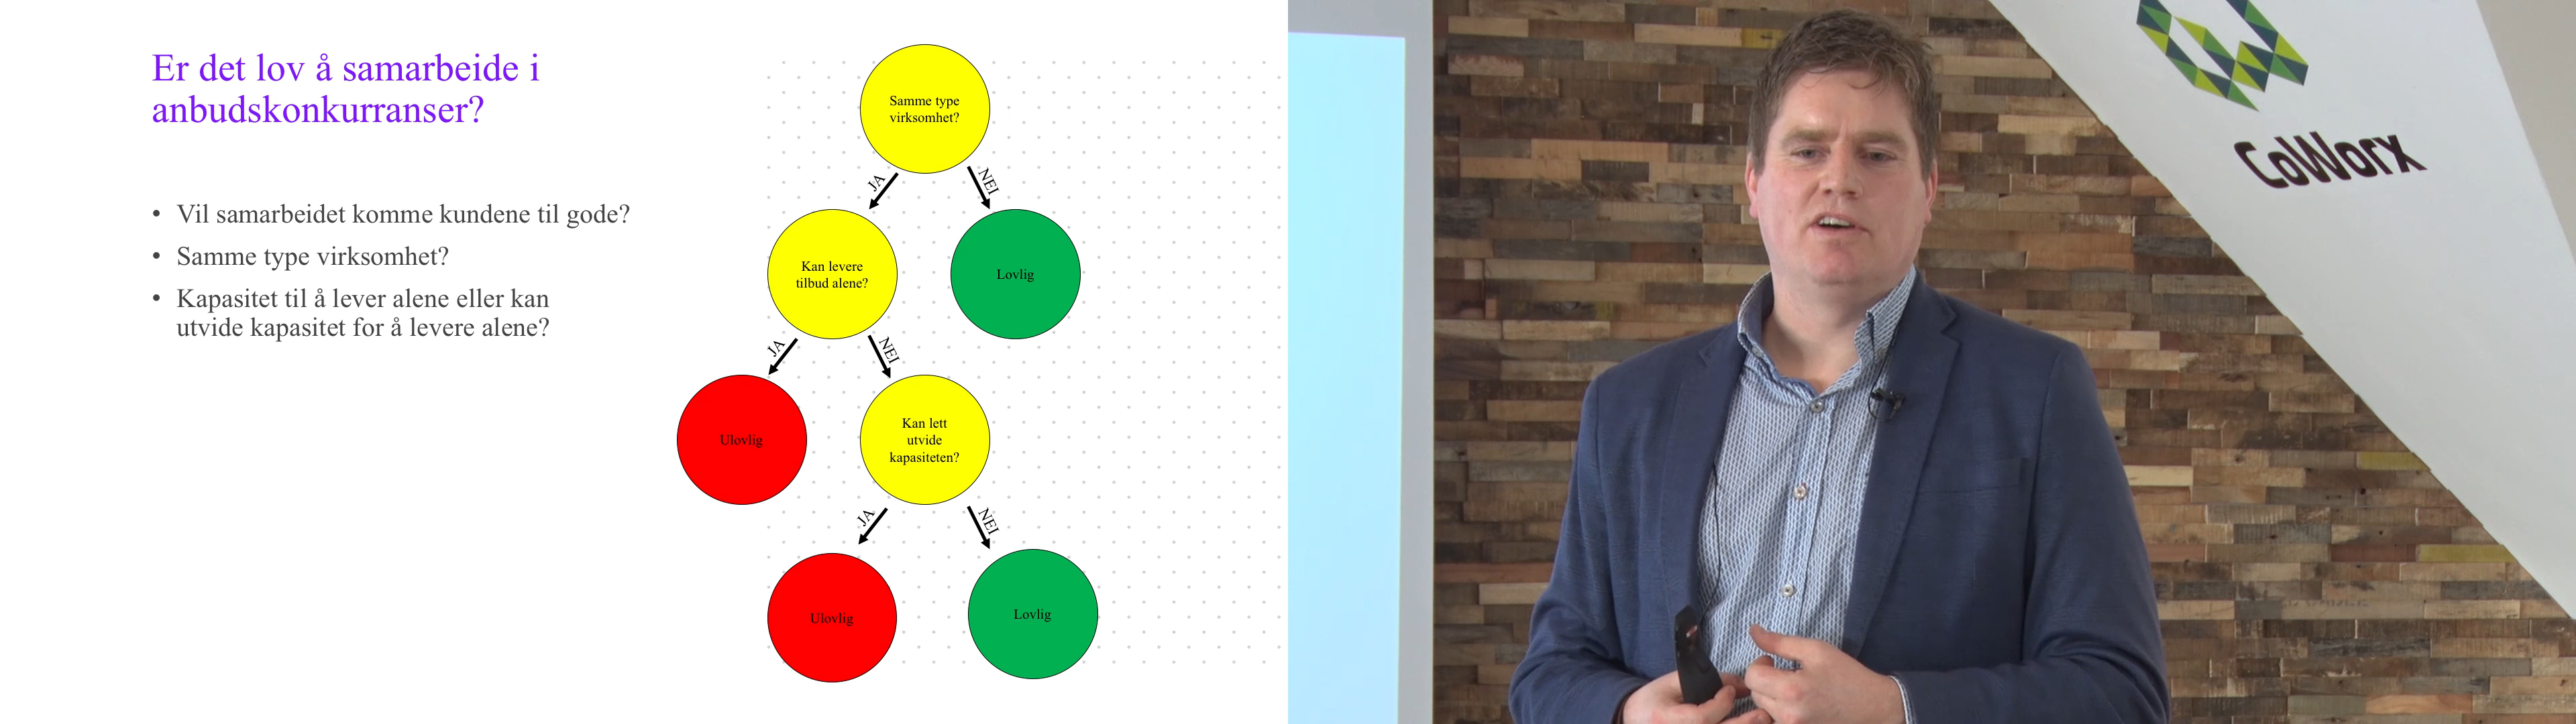 Er det lov å samarbeide i
anbudskonkurranser?
• Vil samarbeidet komme kundene til gode?
• Samme type virksomhet?
• Kapasitet til å lever alene eller kan
utvide kapasitet for å levere alene?
Samme type
virksomhet?
JA
NEI
Kan levere
tilbud alene?
Lovlig
JA
NEI
Ulovlig
Kan lett
utvide
kapasiteten?
JA
NEI
Ulovlig
Lovlig
CoWorx